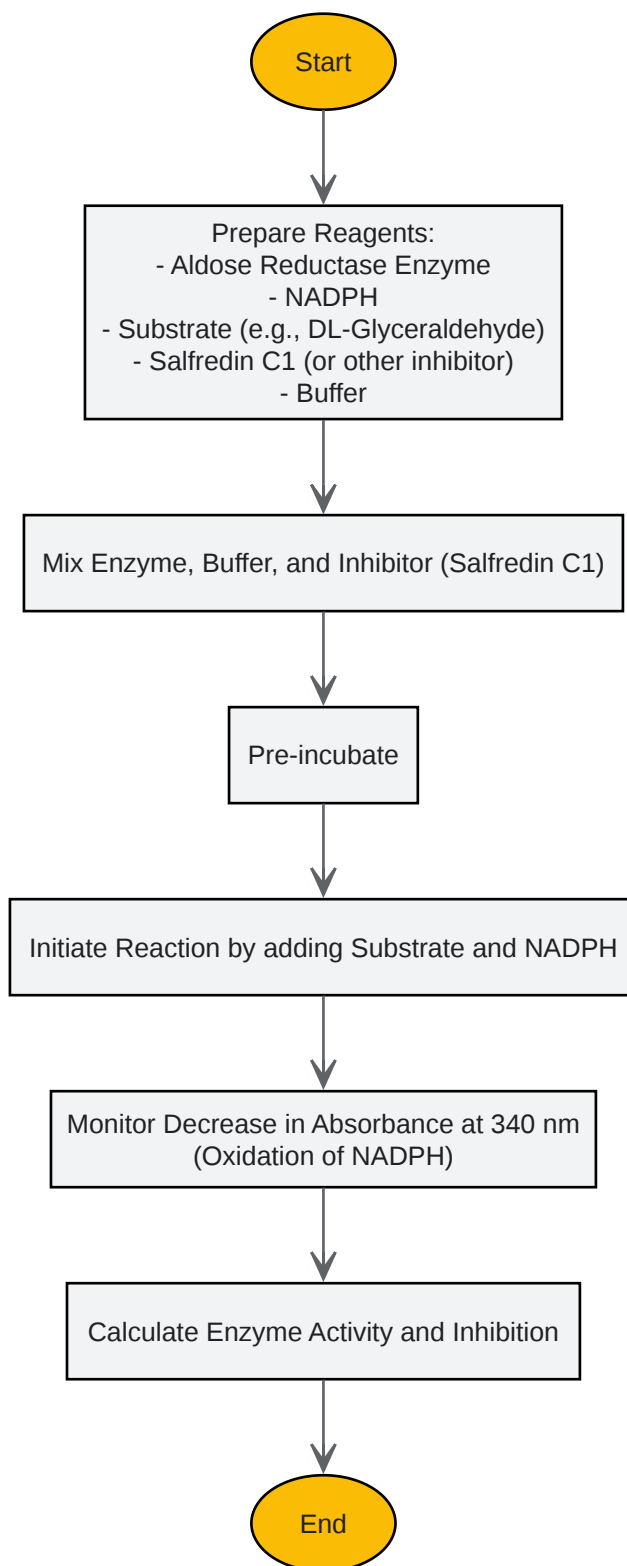 Start
Prepare Reagents:
- Aldose Reductase Enzyme
- NADPH
- Substrate (e.g., DL-Glyceraldehyde)
- Salfredin C1 (or other inhibitor)
- Buffer
Mix Enzyme, Buffer, and Inhibitor (Salfredin C1)
Pre-incubate
Initiate Reaction by adding Substrate and NADPH
Monitor Decrease in Absorbance at 340 nm
(Oxidation of NADPH)
Calculate Enzyme Activity and Inhibition
End